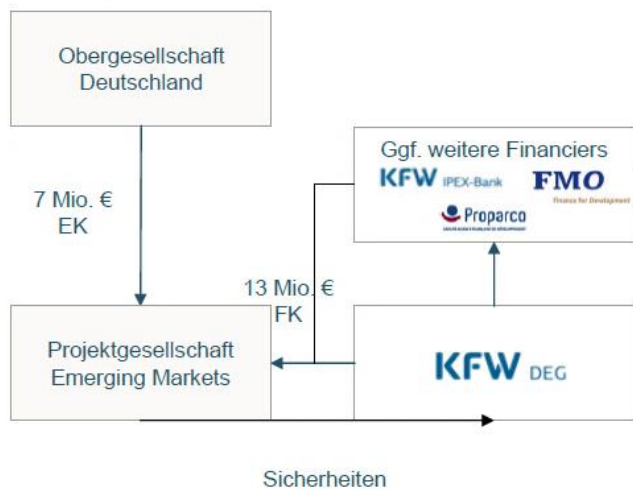 Obergesellschaft
Deutschland
7 Mio. €
EK
Ggf. weitere Financiers
KFW IPEX-Bank
FMO
Finance for Development
Proparco
13 Mio. €
FK
Projektgesellschaft
Emerging Markets
KFW DEG
Sicherheiten